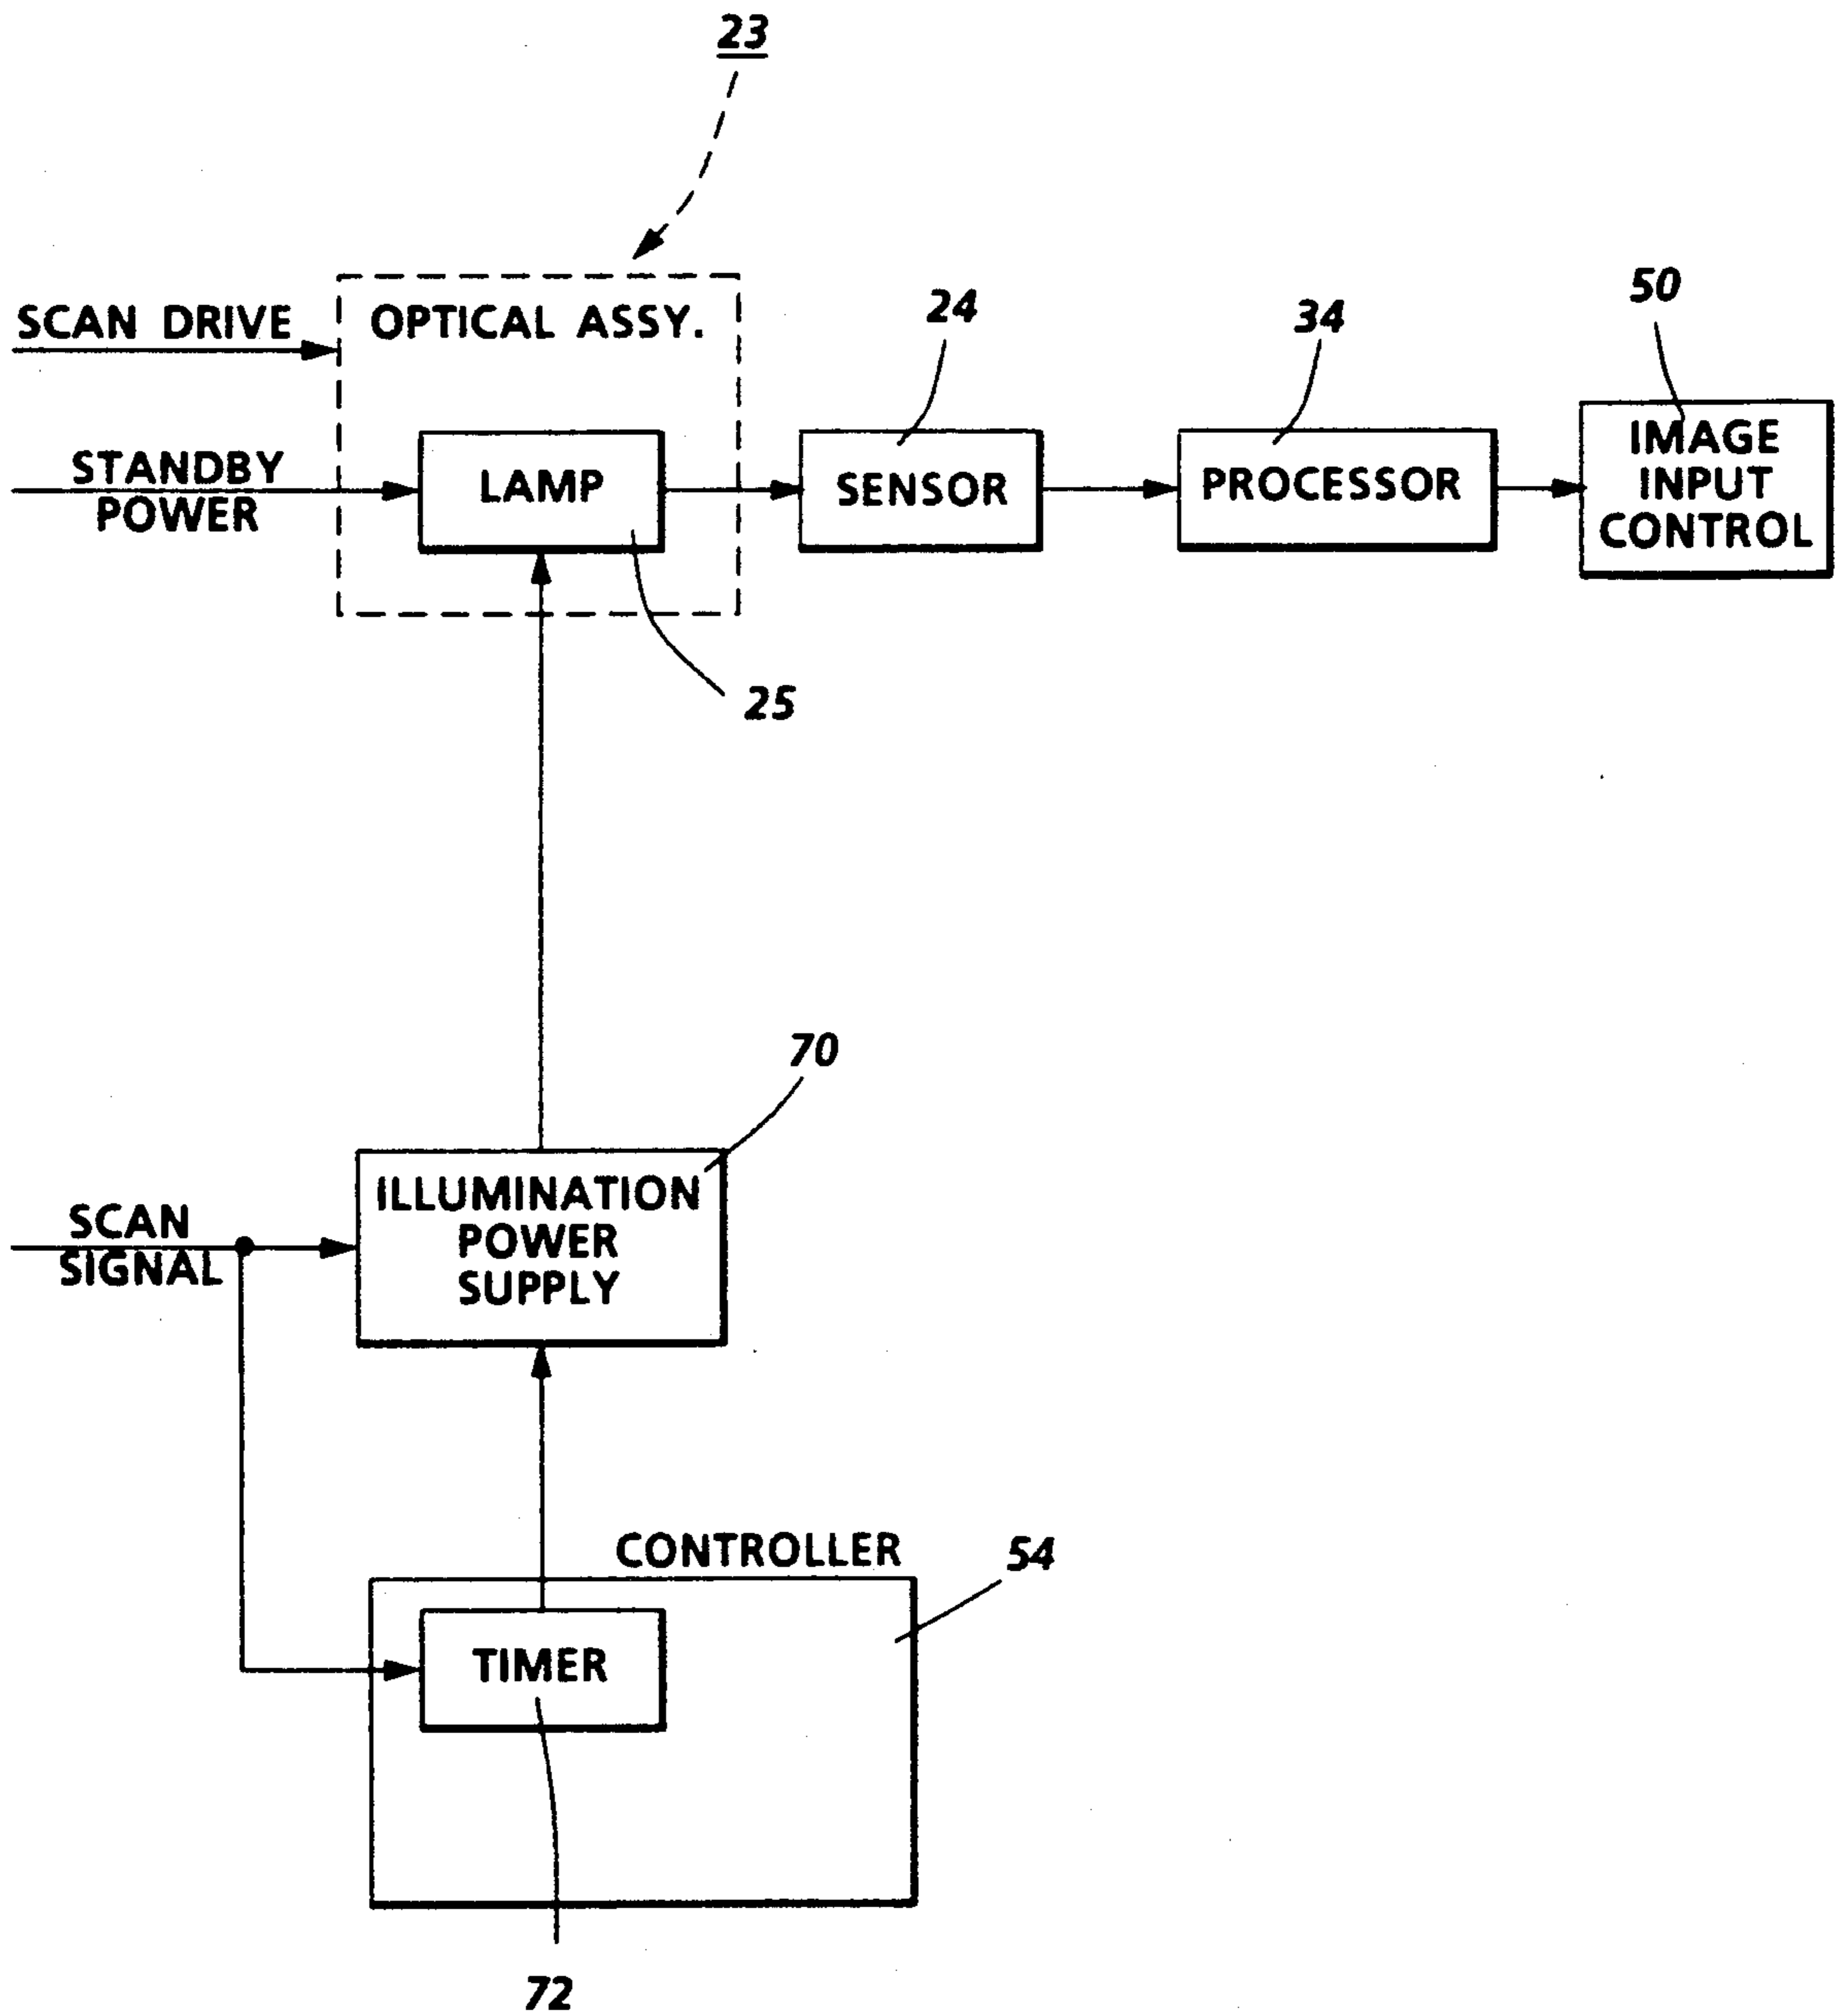 23
SCAN DRIVE
OPTICAL ASSY.
24
34
50
STANDBY
POWER
LAMP
SENSOR
PROCESSOR
IMAGE
INPUT
CONTROL
25
70
SCAN
SIGNAL
ILLUMINATION
POWER
SUPPLY
CONTROLLER
54
TIMER
72